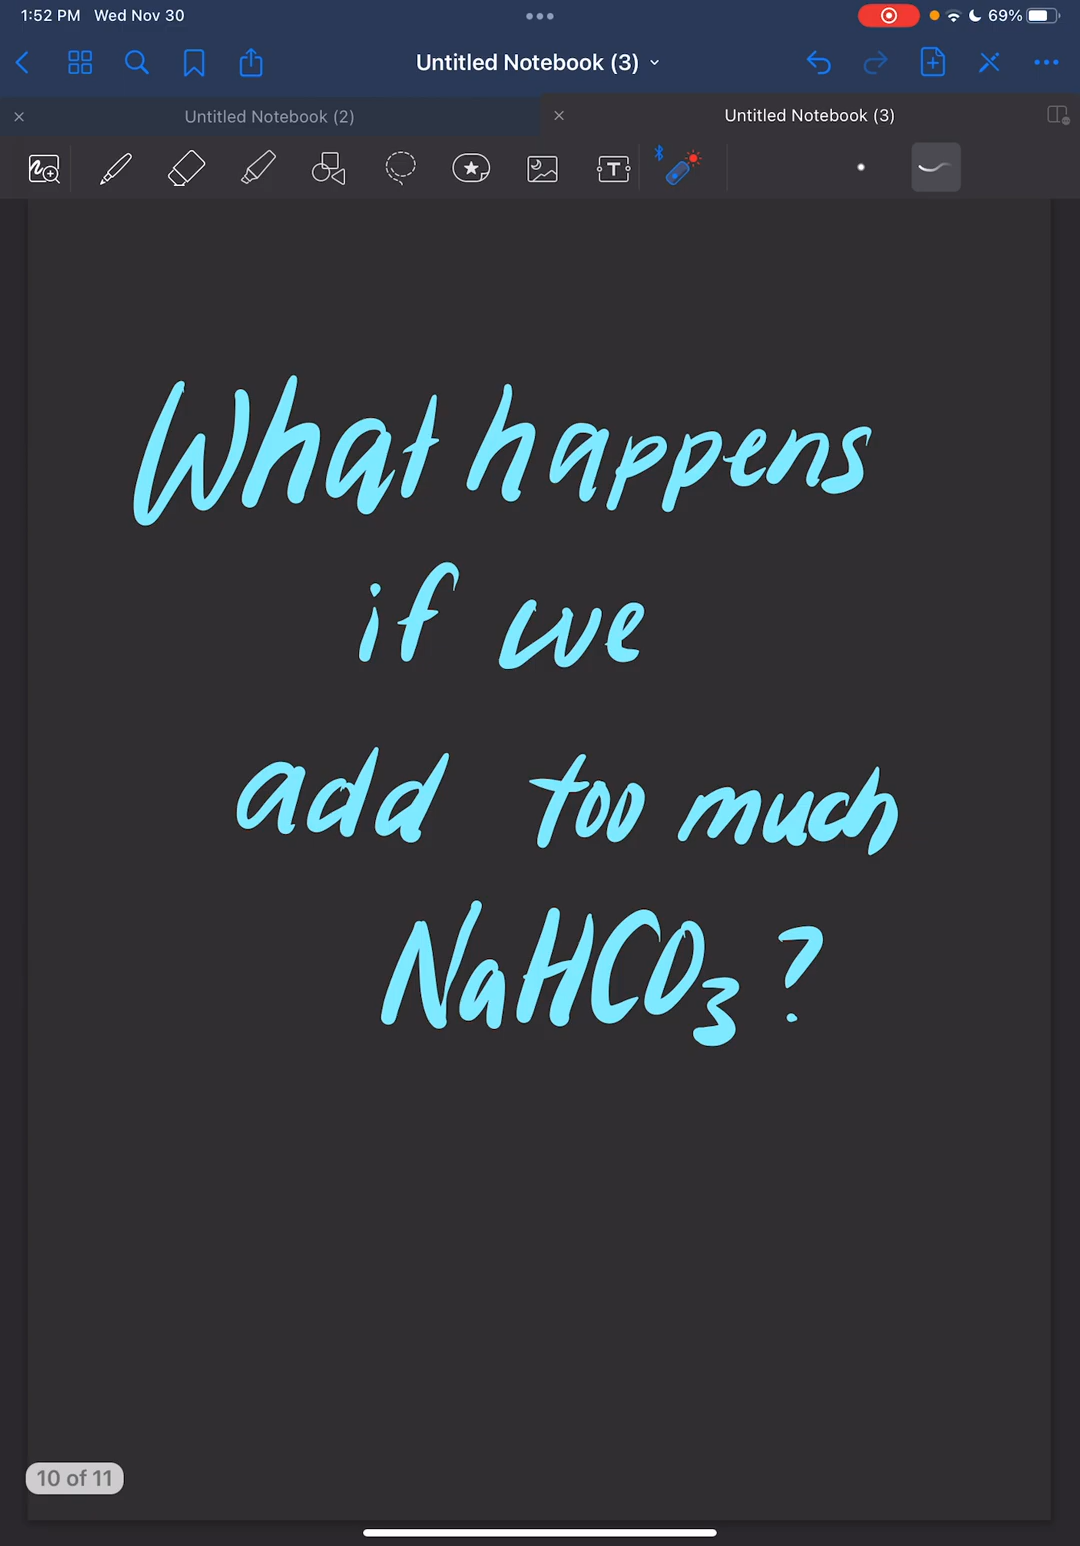 1:52 PM Wed Nov 30
69%
Untitled Notebook (3)
Untitled Notebook (2)
Untitled Notebook (3)
T
What happens
if we
add too much
NaHCO₃?
10 of 11